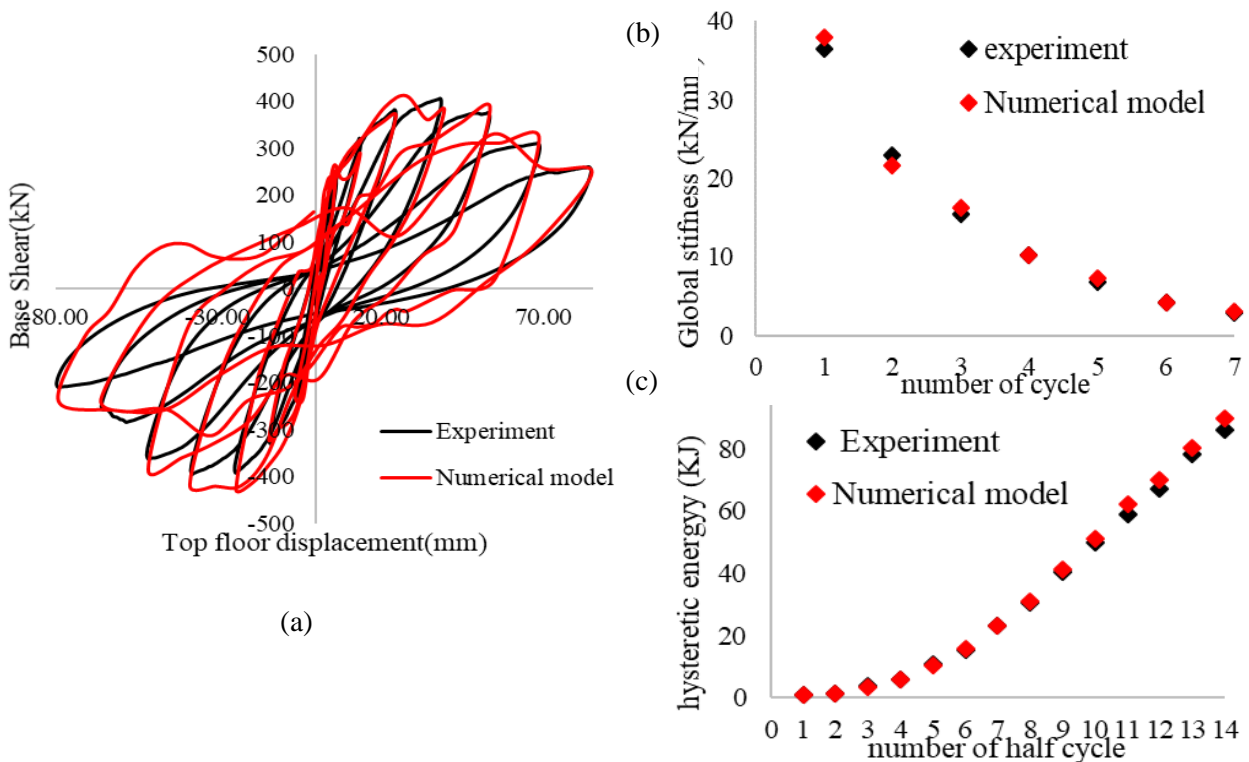 500
400
300
200
100
0
-100
-200
-300
-400
-500
-80.00
-30.00
20.00
70.00
Base Shear(kN)
Experiment
Numerical model
Top floor displacement(mm)
(a)
(b)
40
30
20
10
0
Global stifness (kN/mm
experiment
Numerical model
0 1 2 3 4 5 6 7
number of cycle
(c)
80
60
40
20
0
hysteretic energyy (KJ)
Experiment
Numerical model
0 1 2 3 4 5 6 7 8 9 10 11 12 13 14
number of half cycle